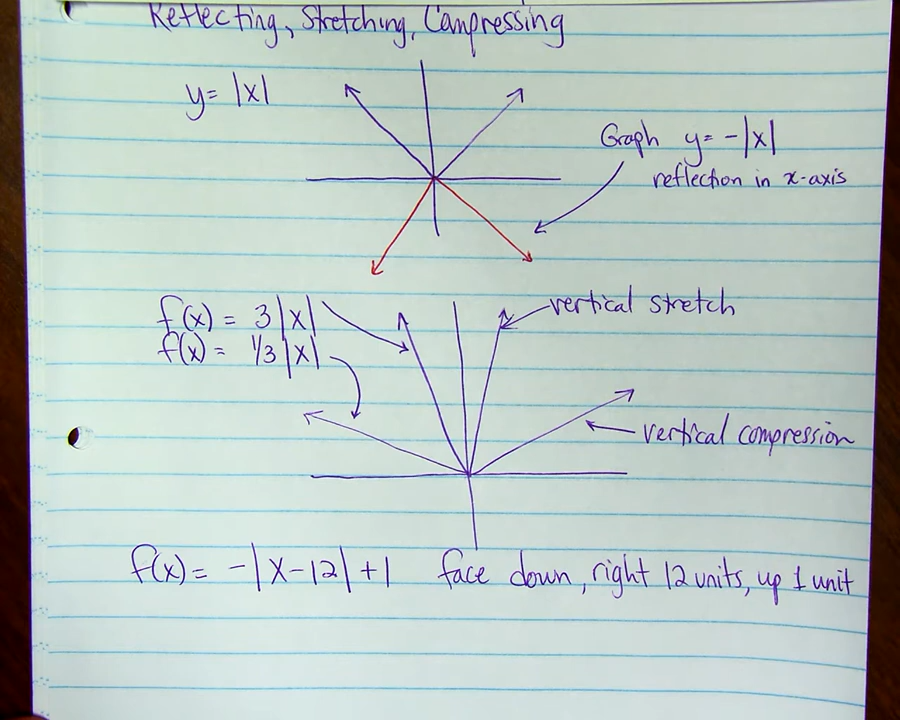 Reflecting, Stretching, Compressing
y = |x|
Graph y = -|x|
reflection in x-axis
f(x) = 3|x|
vertical stretch
f(x) = 1/3|x|
vertical compression
f(x) = -|x-12|+1 face down, right 12 units, up 1 unit